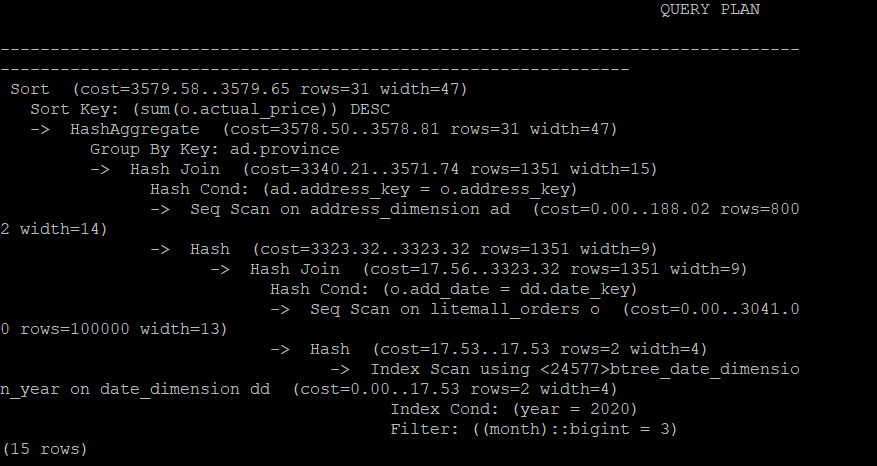 QUERY PLAN
--------------------------------------------------------------------------------
---------------------------------------------------------------
Sort  (cost=3579.58..3579.65 rows=31 width=47)
  Sort Key: (sum(o.actual_price)) DESC
  ->  HashAggregate  (cost=3578.50..3578.81 rows=31 width=47)
        Group By Key: ad.province
        ->  Hash Join  (cost=3340.21..3571.74 rows=1351 width=15)
              Hash Cond: (ad.address_key = o.address_key)
              ->  Seq Scan on address_dimension ad  (cost=0.00..188.02 rows=800
2 width=14)
              ->  Hash  (cost=3323.32..3323.32 rows=1351 width=9)
                    ->  Hash Join  (cost=17.56..3323.32 rows=1351 width=9)
                          Hash Cond: (o.add_date = dd.date_key)
                          ->  Seq Scan on litemall_orders o  (cost=0.00..3041.0
0 rows=100000 width=13)
                          ->  Hash  (cost=17.53..17.53 rows=2 width=4)
                                ->  Index Scan using <24577>btree_date_dimensio
n_year on date_dimension dd  (cost=0.00..17.53 rows=2 width=4)
                                      Index Cond: (year = 2020)
                                      Filter: ((month)::bigint = 3)
(15 rows)